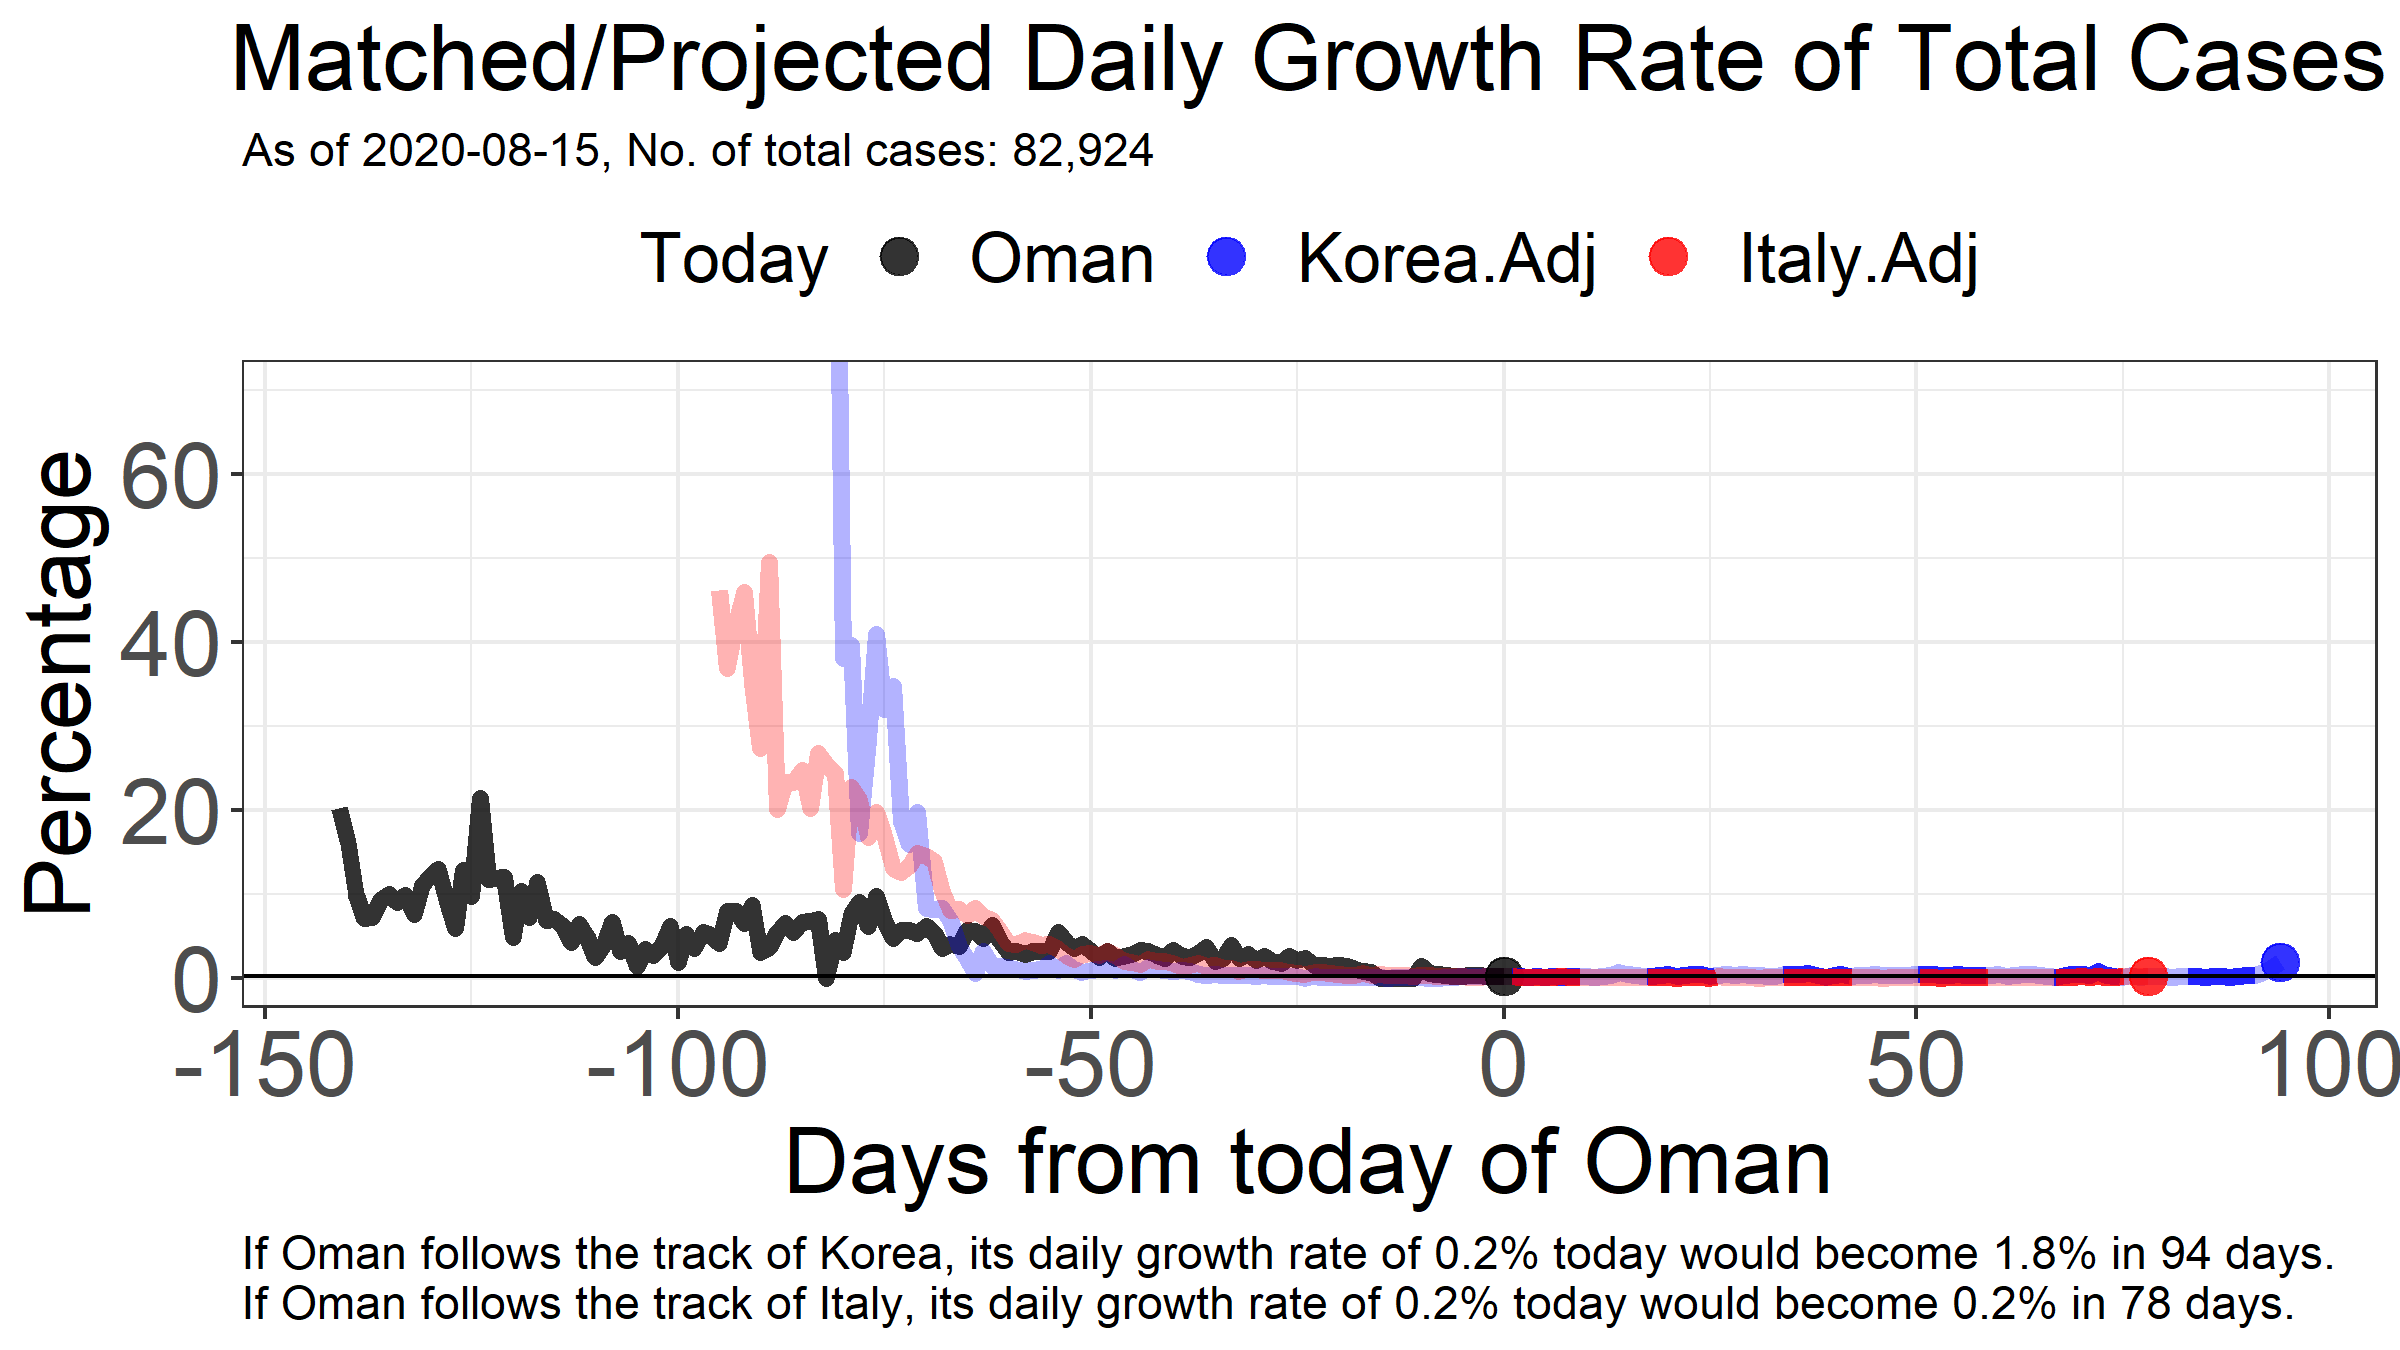 Matched/Projected Daily Growth Rate of Total Cases
As of 2020-08-15, No. of total cases: 82,924
Today Oman Korea.Adj Italy.Adj
Percentage
60
40
20
0
-150 -100 -50 0 50 100
Days from today of Oman
If Oman follows the track of Korea, its daily growth rate of 0.2% today would become 1.8% in 94 days.
If Oman follows the track of Italy, its daily growth rate of 0.2% today would become 0.2% in 78 days.